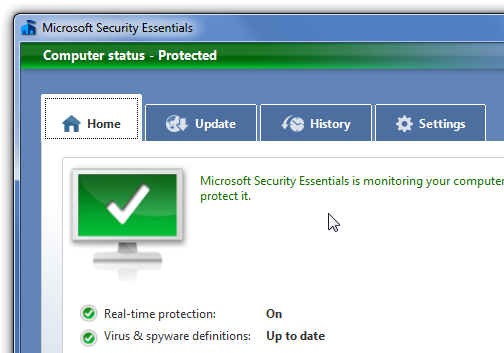 Microsoft Security Essentials
Computer status - Protected
Home Update History Settings
Microsoft Security Essentials is monitoring your computer
protect it.
Real-time protection: On
Virus & spyware definitions: Up to date